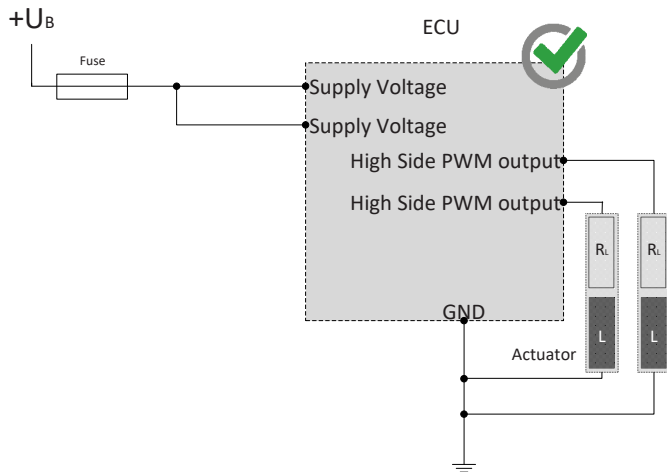 +UB
ECU
Fuse
Supply Voltage
Supply Voltage
High Side PWM output
High Side PWM output
RL
RL
GND
L
L
Actuator